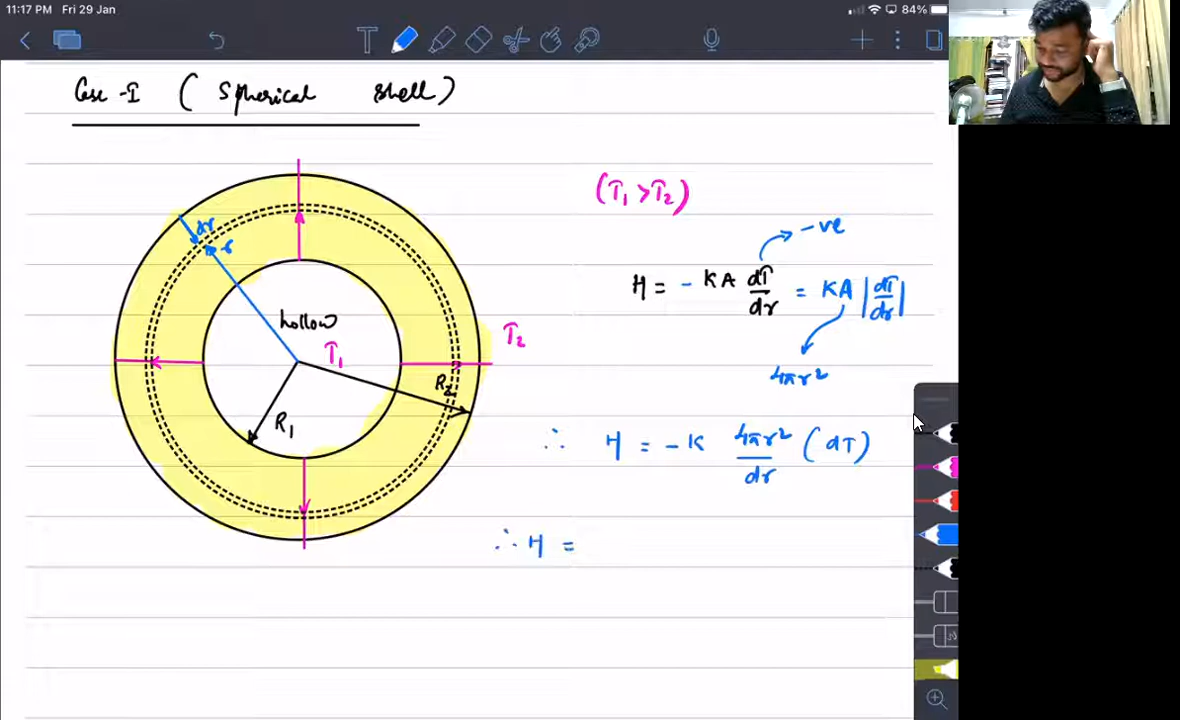 11:17 PM Fri 29 Jan
84%
T
Case-I ( Spherical shell)
(T₁ >T₂)
dr
r
→ -ve
H = - KA dT/dr = KA |dT/dr|
hollow
T₁
T₂
4πr²
R₂
R₁
∴ H = -K 4πr²/dr (dT)
∴ H =